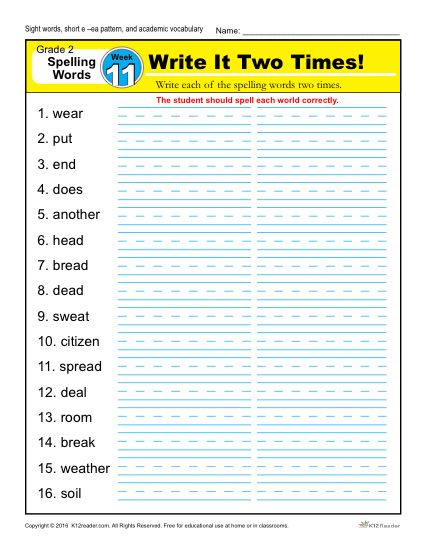 Sight words, short e –ea pattern, and academic vocabulary
Name:
Grade 2
Spelling
Words
Week
11
Write It Two Times!
Write each of the spelling words two times.
The student should spell each world correctly.
1. wear
2. put
3. end
4. does
5. another
6. head
7. bread
8. dead
9. sweat
10. citizen
11. spread
12. deal
13. room
14. break
15. weather
16. soil
Copyright © 2016 K12reader.com. All Rights Reserved. Free for educational use at home or in classrooms.
K12Reader